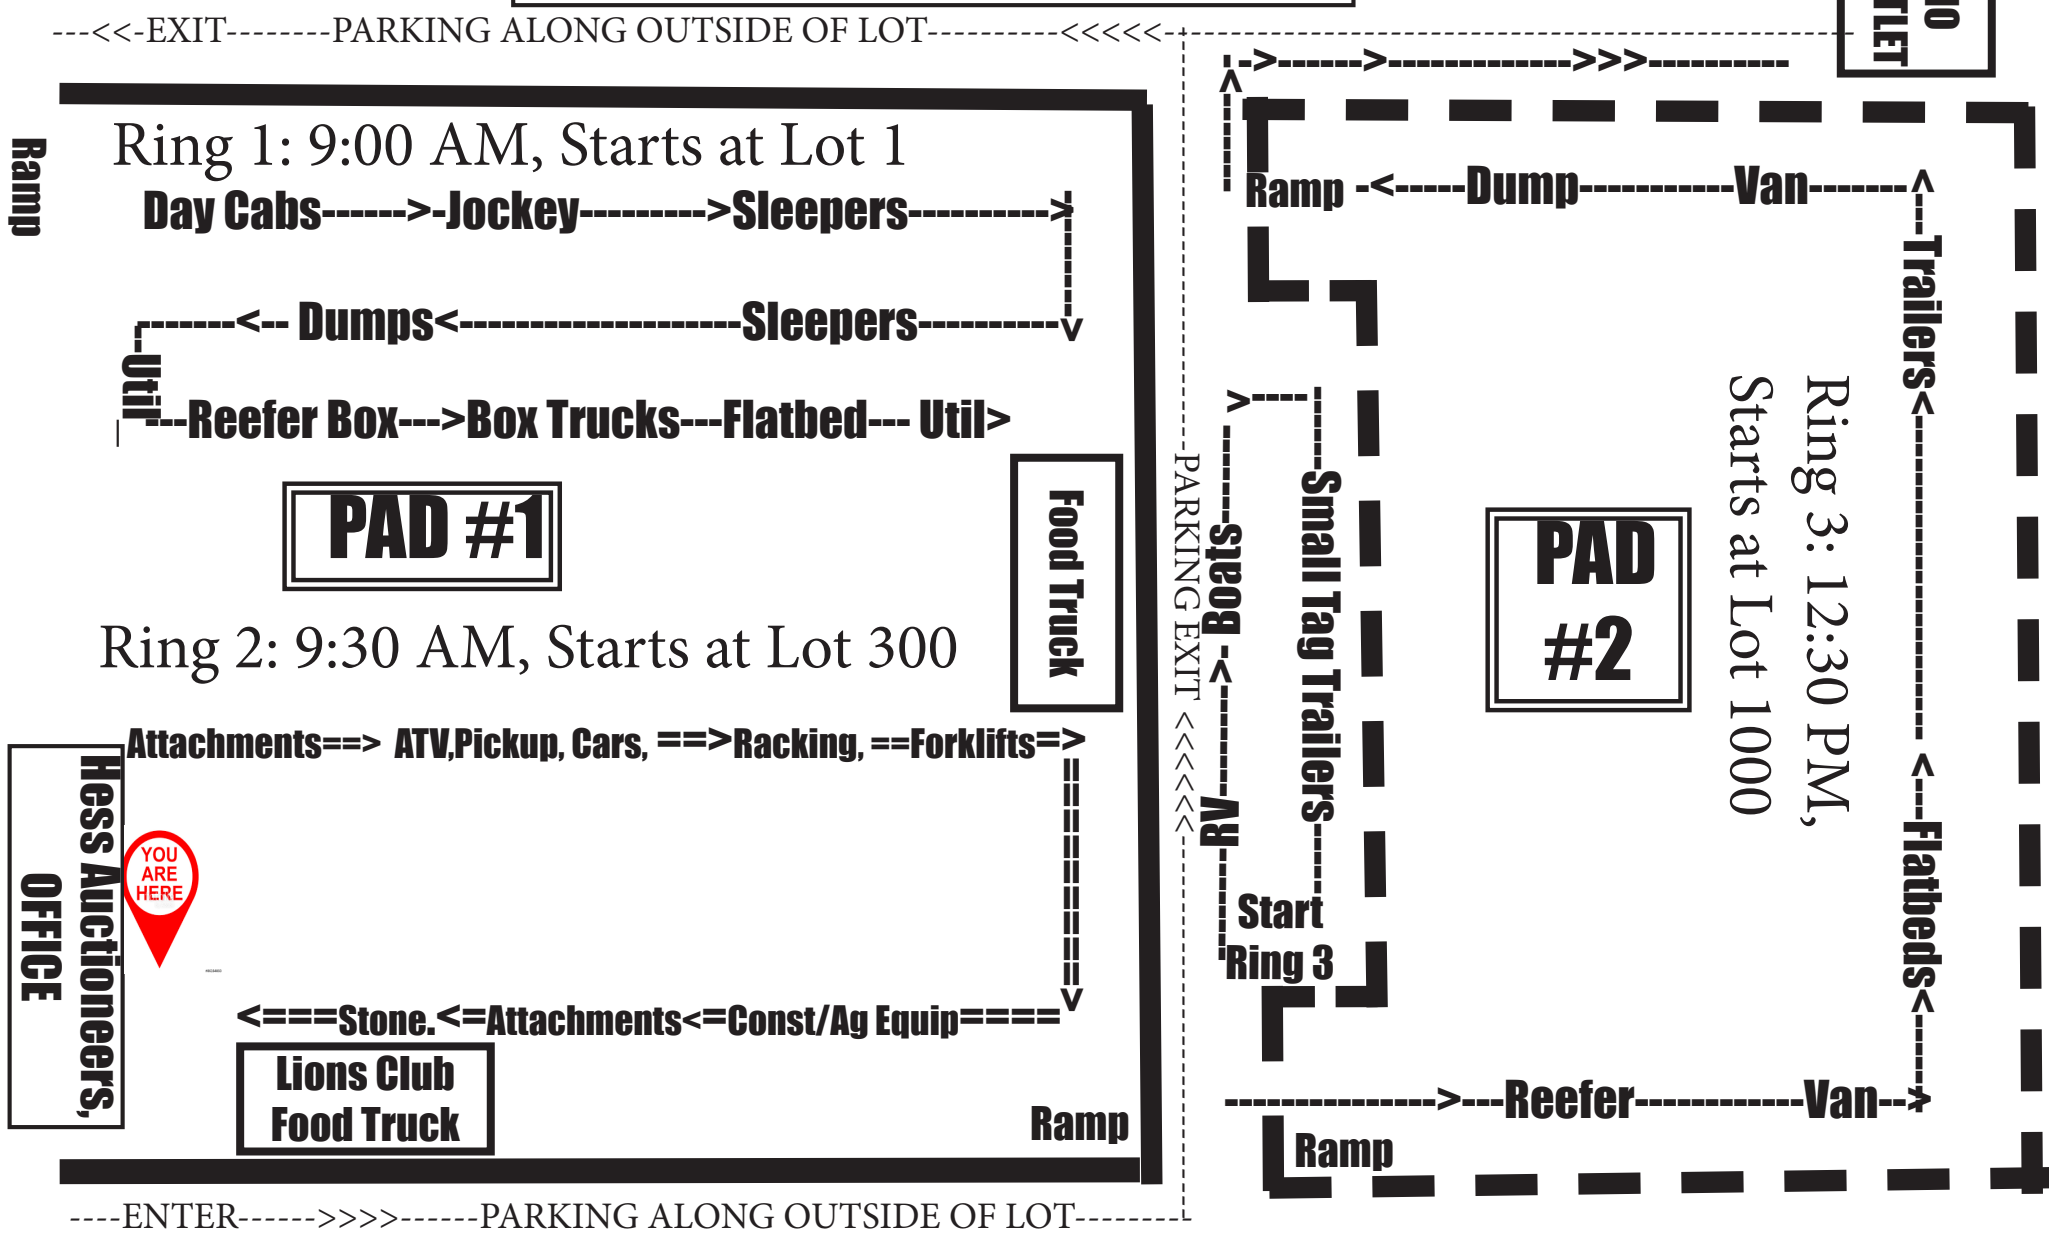 ---<<-EXIT--------PARKING ALONG OUTSIDE OF LOT----------<<<<<-----------------------------------------------------
Ramp
Ring 1: 9:00 AM, Starts at Lot 1
Day Cabs------>-Jockey--------->Sleepers---------->
-------<-- Dumps<--------------------Sleepers----------
--Util
---Reefer Box--->Box Trucks---Flatbed--- Util>
PAD #1
Food Truck
Ring 2: 9:30 AM, Starts at Lot 300
Attachments==> ATV,Pickup, Cars, ==>Racking, ==Forklifts=>
Hess Auctioneers,
OFFICE
YOU
ARE
HERE
<===Stone.<=Attachments<=Const/Ag Equip====
Lions Club
Food Truck
Ramp
----ENTER------>>>>------PARKING ALONG OUTSIDE OF LOT---------
-PARKING EXIT <<<<<<
->------>------------->>>----------
TLET
Ramp -<-----Dump-----------Van-------
--Trailers<
<---Flatbeds<------
Boats
RV
Small Tag Trailers
Start
Ring 3
PAD
#2
Ring 3: 12:30 PM,
Starts at Lot 1000
--------------->---Reefer------------Van-->
Ramp